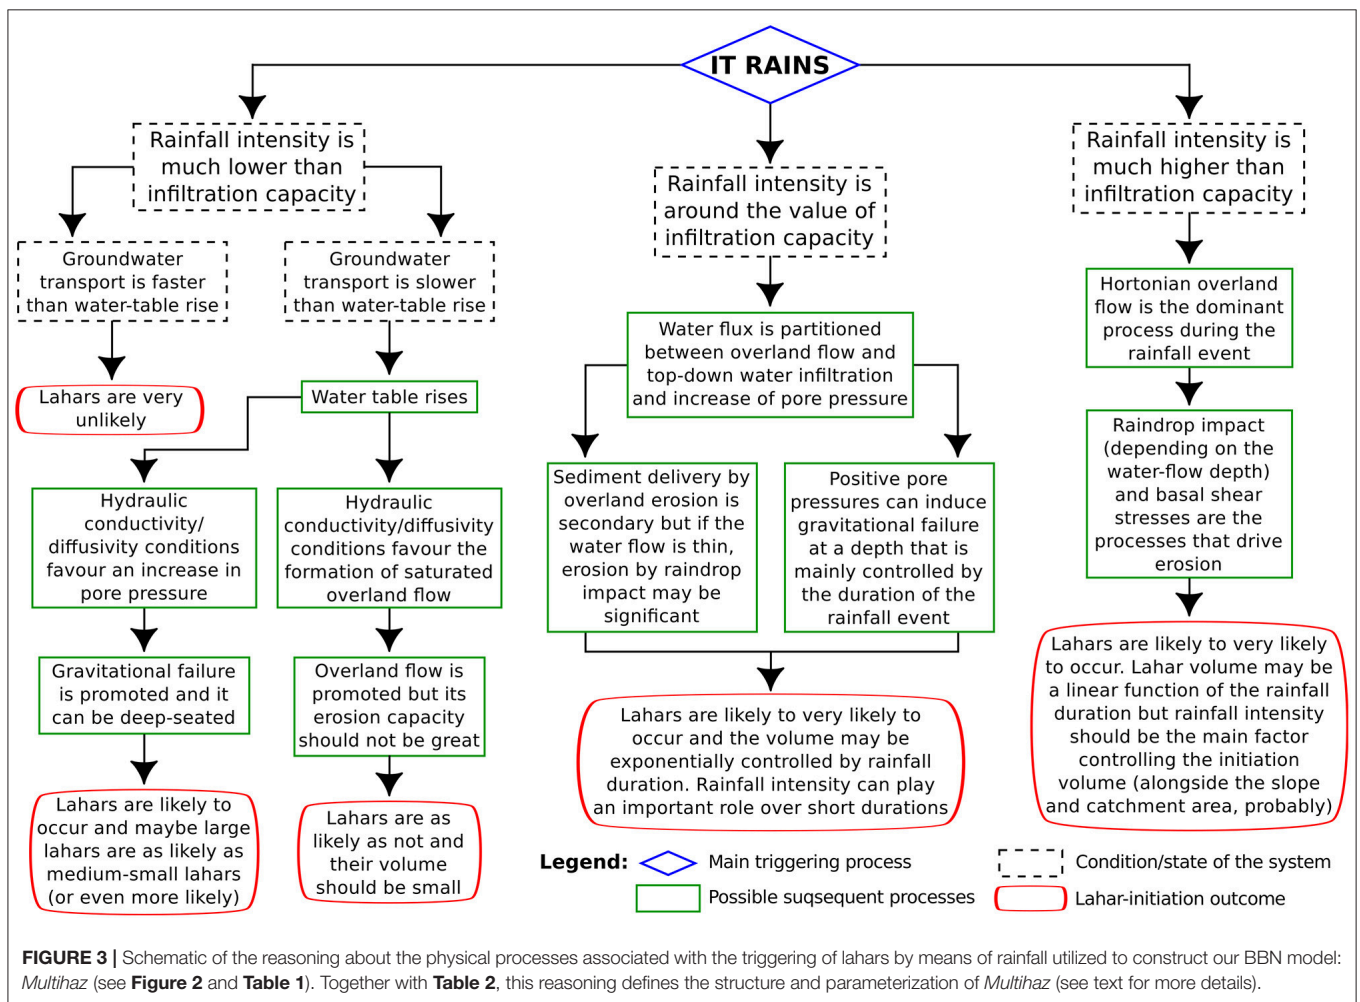 IT RAINS
Rainfall intensity is
much lower than
infiltration capacity
Groundwater
transport is faster
than water-table rise
Lahars are very
unlikely
Groundwater
transport is slower
than water-table rise
Water table rises
Hydraulic
conductivity/
diffusivity conditions
favour an increase in
pore pressure
Gravitational failure
is promoted and it
can be deep-seated
Lahars are likely to
occur and maybe large
lahars are as likely as
medium-small lahars
(or even more likely)
Hydraulic
conductivity/diffusivity
conditions favour the
formation of saturated
overland flow
Overland flow is
promoted but its
erosion capacity
should not be great
Lahars are as
likely as not and
their volume
should be small
Rainfall intensity is
around the value of
infiltration capacity
Water flux is partitioned
between overland flow and
top-down water infiltration
and increase of pore pressure
Sediment delivery by
overland erosion is
secondary but if the
water flow is thin,
erosion by raindrop
impact may be
significant
Positive pore
pressures can induce
gravitational failure
at a depth that is
mainly controlled by
the duration of the
rainfall event
Lahars are likely to very likely to
occur and the volume may be
exponentially controlled by rainfall
duration. Rainfall intensity can play
an important role over short durations
Rainfall intensity is
much higher than
infiltration capacity
Hortonian overland
flow is the dominant
process during the
rainfall event
Raindrop impact
(depending on the
water-flow depth)
and basal shear
stresses are the
processes that drive
erosion
Lahars are likely to very likely
to occur. Lahar volume may be
a linear function of the rainfall
duration but rainfall intensity
should be the main factor
controlling the initiation
volume (alongside the slope
and catchment area, probably)
Legend:
Main triggering process
Condition/state of the system
Possible suqsequent processes
Lahar-initiation outcome
FIGURE 3 | Schematic of the reasoning about the physical processes associated with the triggering of lahars by means of rainfall utilized to construct our BBN model:
Multihaz (see Figure 2 and Table 1). Together with Table 2, this reasoning defines the structure and parameterization of Multihaz (see text for more details).